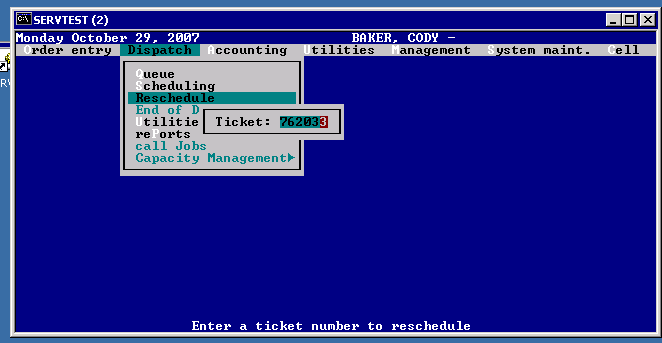 SERVTEST (2)
Monday October 29, 2007 BAKER, CODY -
Order entry Dispatch Accounting Utilities Management System maint. Cell
Queue
Scheduling
Reschedule
End of D
Utilitie
Ticket: 762033
rePorts
call Jobs
Capacity Management
Enter a ticket number to reschedule